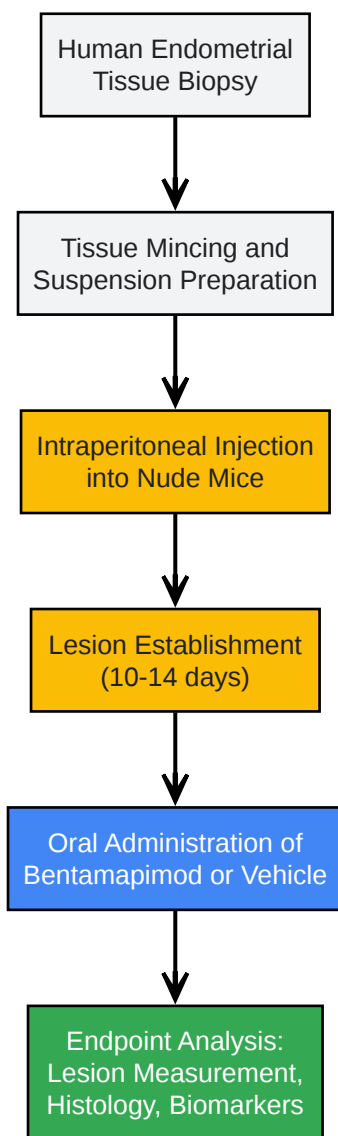 Human Endometrial
Tissue Biopsy
Tissue Mincing and
Suspension Preparation
Intraperitoneal Injection
into Nude Mice
Lesion Establishment
(10-14 days)
Oral Administration of
Bentamapimod or Vehicle
Endpoint Analysis:
Lesion Measurement,
Histology, Biomarkers